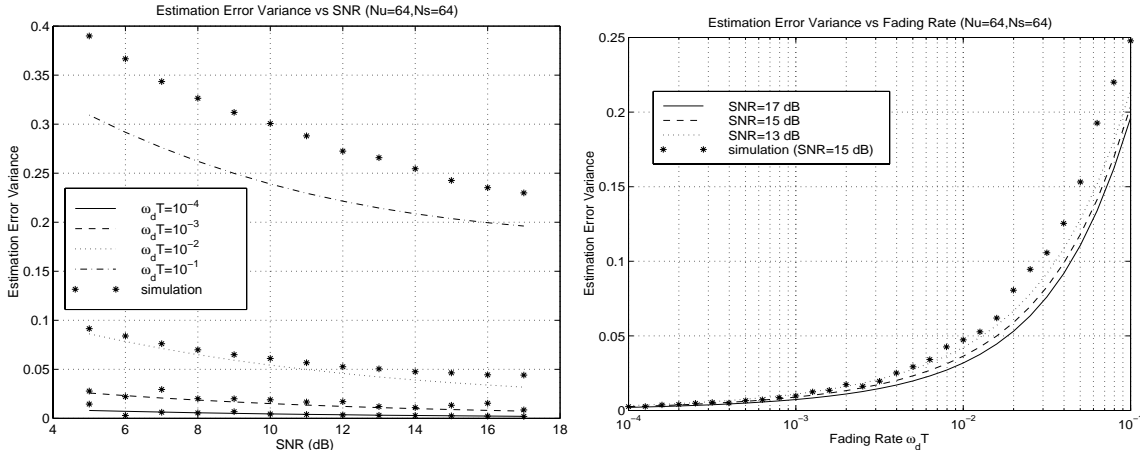 Estimation Error Variance vs SNR (Nu=64,Ns=64)
0.4
0.35
0.3
0.25
0.2
0.15
0.1
0.05
0
Estimation Error Variance
ω_dT=10^−4
ω_dT=10^−3
ω_dT=10^−2
ω_dT=10^−1
simulation
4 6 8 10 12 14 16 18
SNR (dB)
Estimation Error Variance vs Fading Rate (Nu=64,Ns=64)
0.25
0.2
0.15
0.1
0.05
0
Estimation Error Variance
SNR=17 dB
SNR=15 dB
SNR=13 dB
simulation (SNR=15 dB)
10^−4 10^−3 10^−2 10^−1
Fading Rate ω_dT